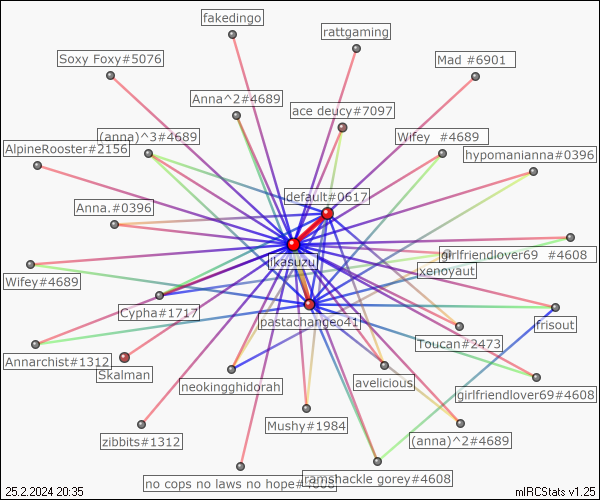 fakedingo
rattgaming
Soxy Foxy#5076
Mad #6901
Anna^2#4689
ace deucy#7097
(anna)^3#4689
Wifey #4689
AlpineRooster#2156
hypomanianna#0396
default#0617
Anna.#0396
girlfriendlover69 #4608
jkasuzu
xenoyaut
Wifey#4689
Cypha#1717
pastachangeo41
frisout
Toucan#2473
Annarchist#1312
Skalman
neokingghidorah
avelicious
girlfriendlover69#4608
Mushy#1984
zibbits#1312
(anna)^2#4689
no cops no laws no hope#4608
ramshackle gorey#4608
25.2.2024 20:35
mIRCStats v1.25